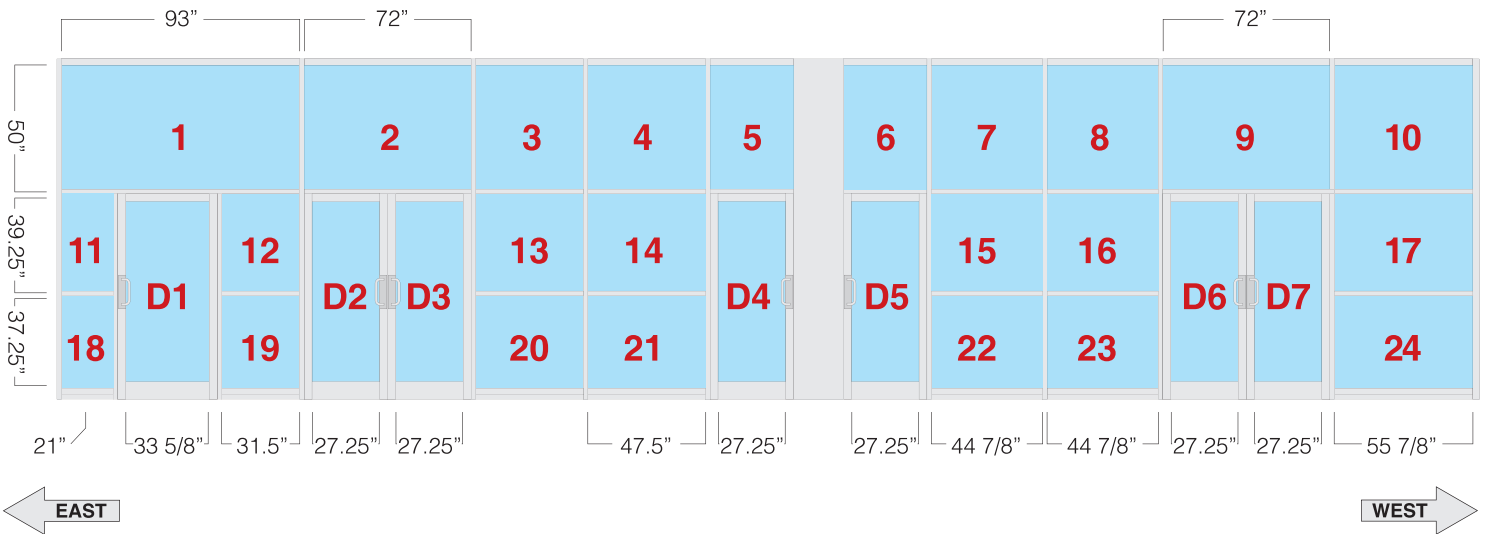 93” 72” 72”
50”
1 2 3 4 5 6 7 8 9 10
39.25”
11 12 13 14 15 16 17
D1 D2 D3 D4 D5 D6 D7
37.25”
18 19 20 21 22 23 24
21” 33 5/8” 31.5” 27.25” 27.25” 47.5” 27.25” 27.25” 44 7/8” 44 7/8” 27.25” 27.25” 55 7/8”
EAST WEST